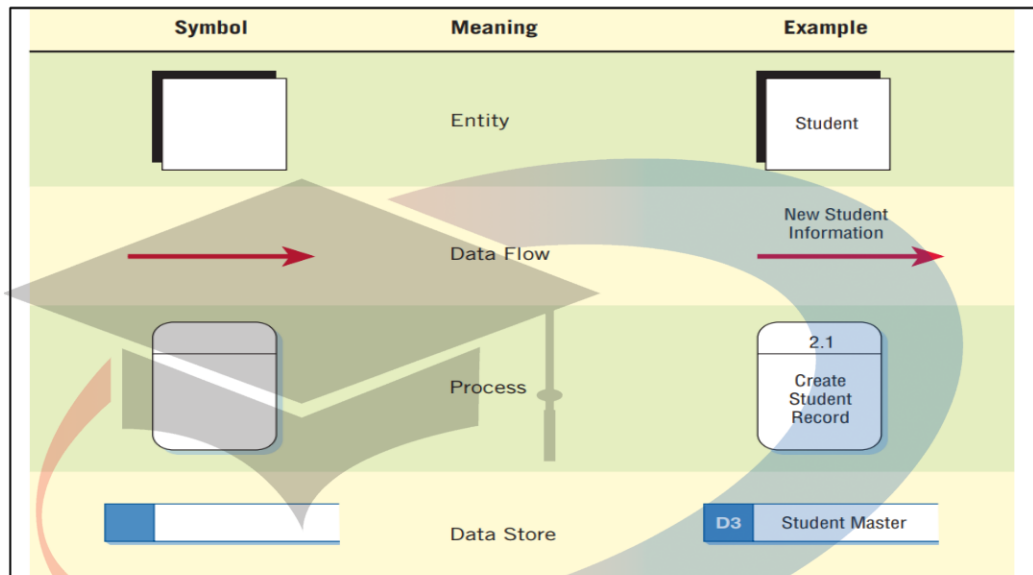 Symbol Meaning Example
Entity
Student
New Student
Information
Data Flow
2.1
Process
Create
Student
Record
D3 Student Master
Data Store